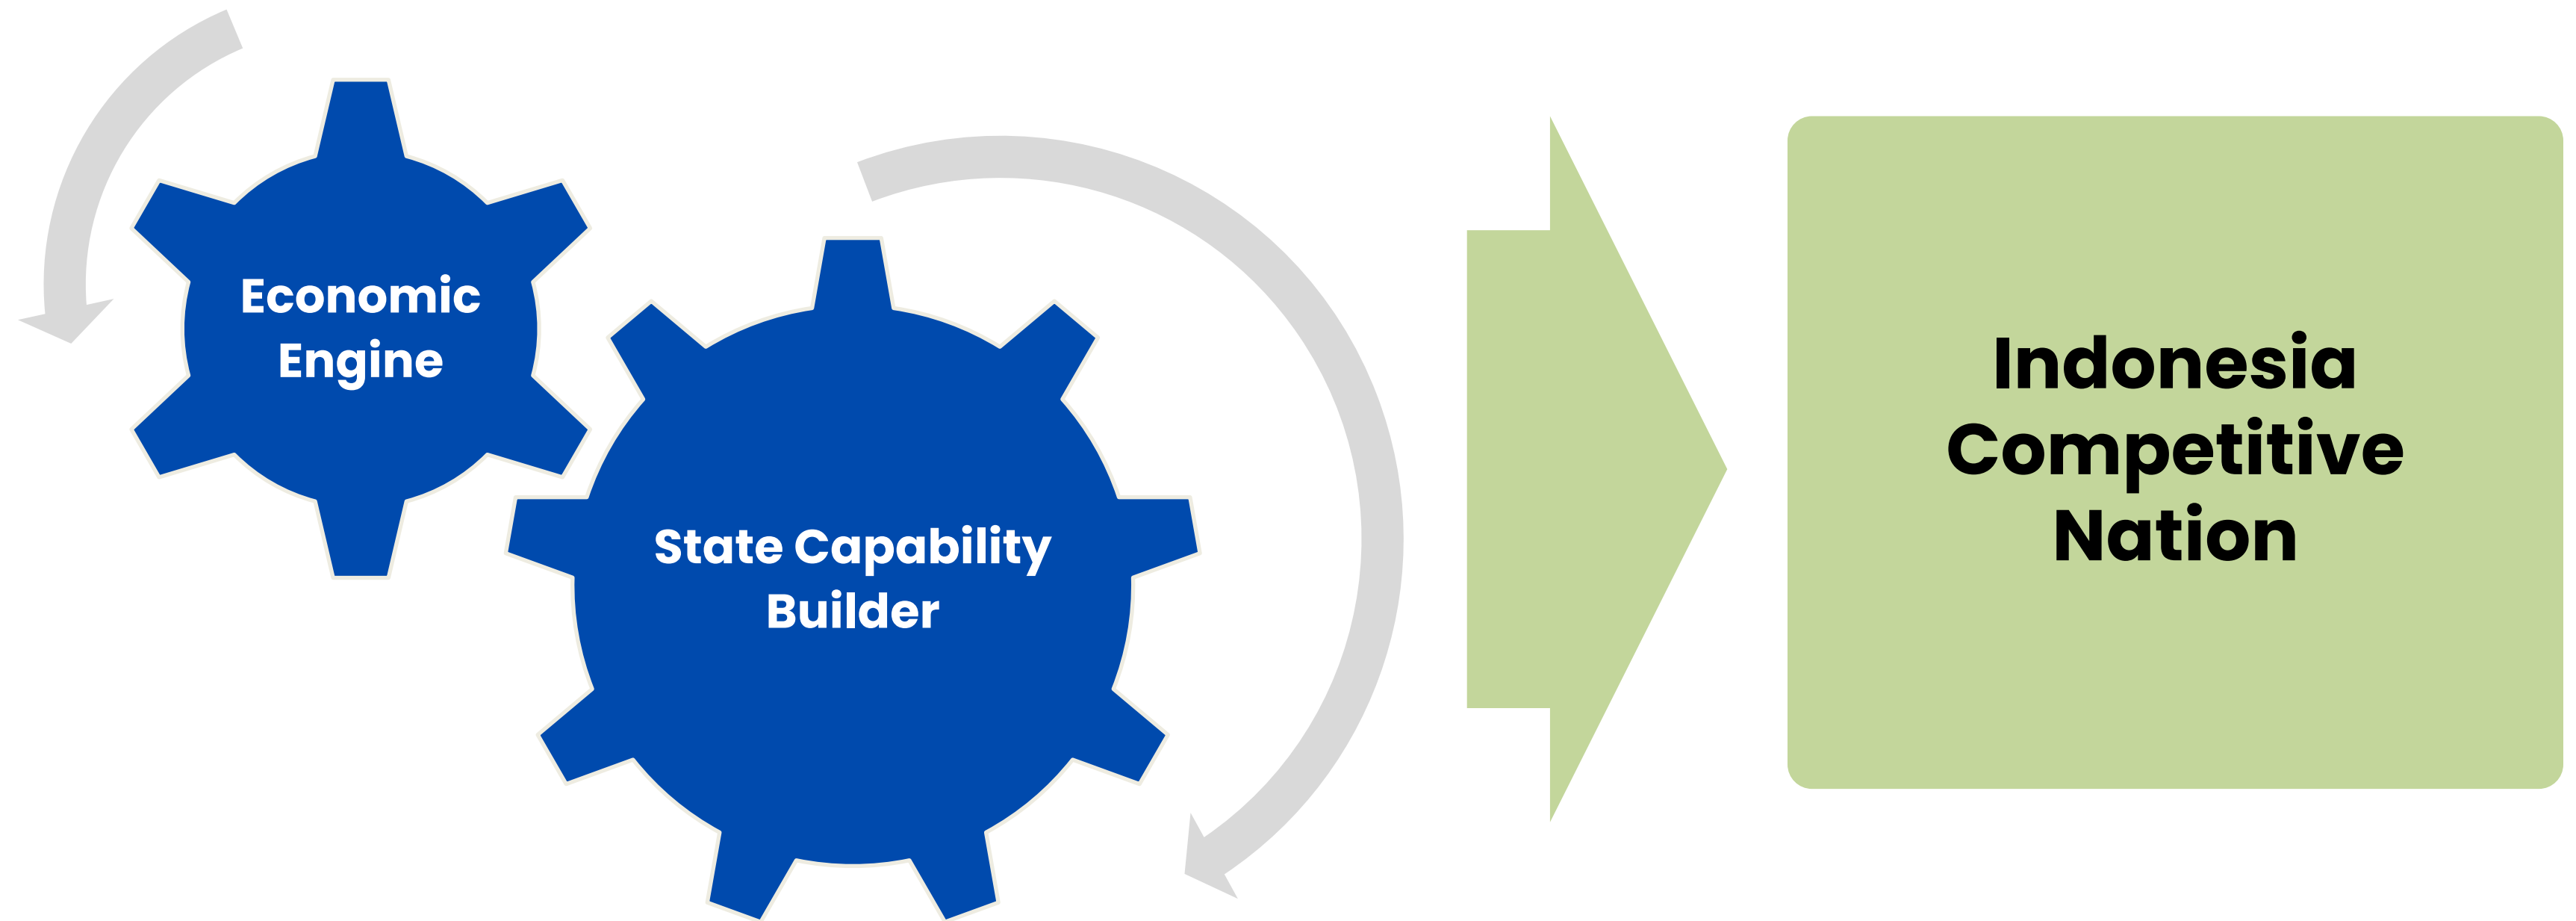 Economic
Engine
State Capability
Builder
Indonesia
Competitive
Nation